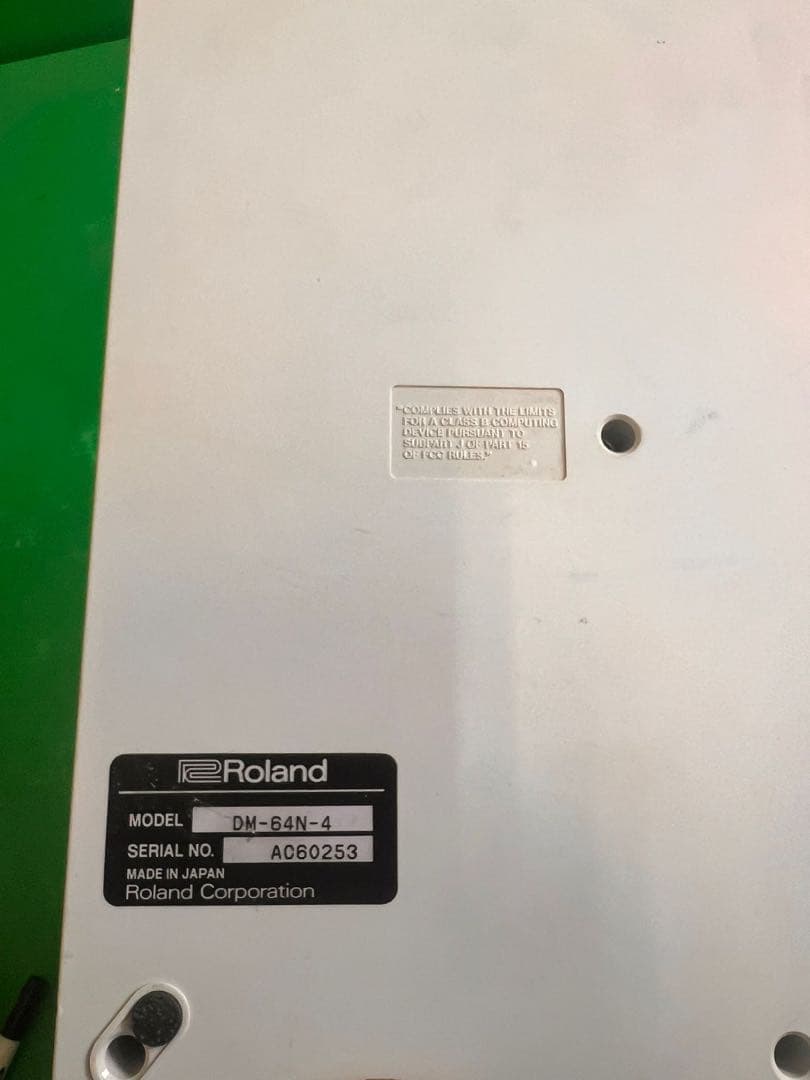 "COMPLIES WITH THE LIMITS
FOR A CLASS B COMPUTING
DEVICE PURSUANT TO
SUBPART J OF PART 15
OF FCC RULES."
Roland
MODEL DM-64N-4
SERIAL NO. AC60253
MADE IN JAPAN
Roland Corporation